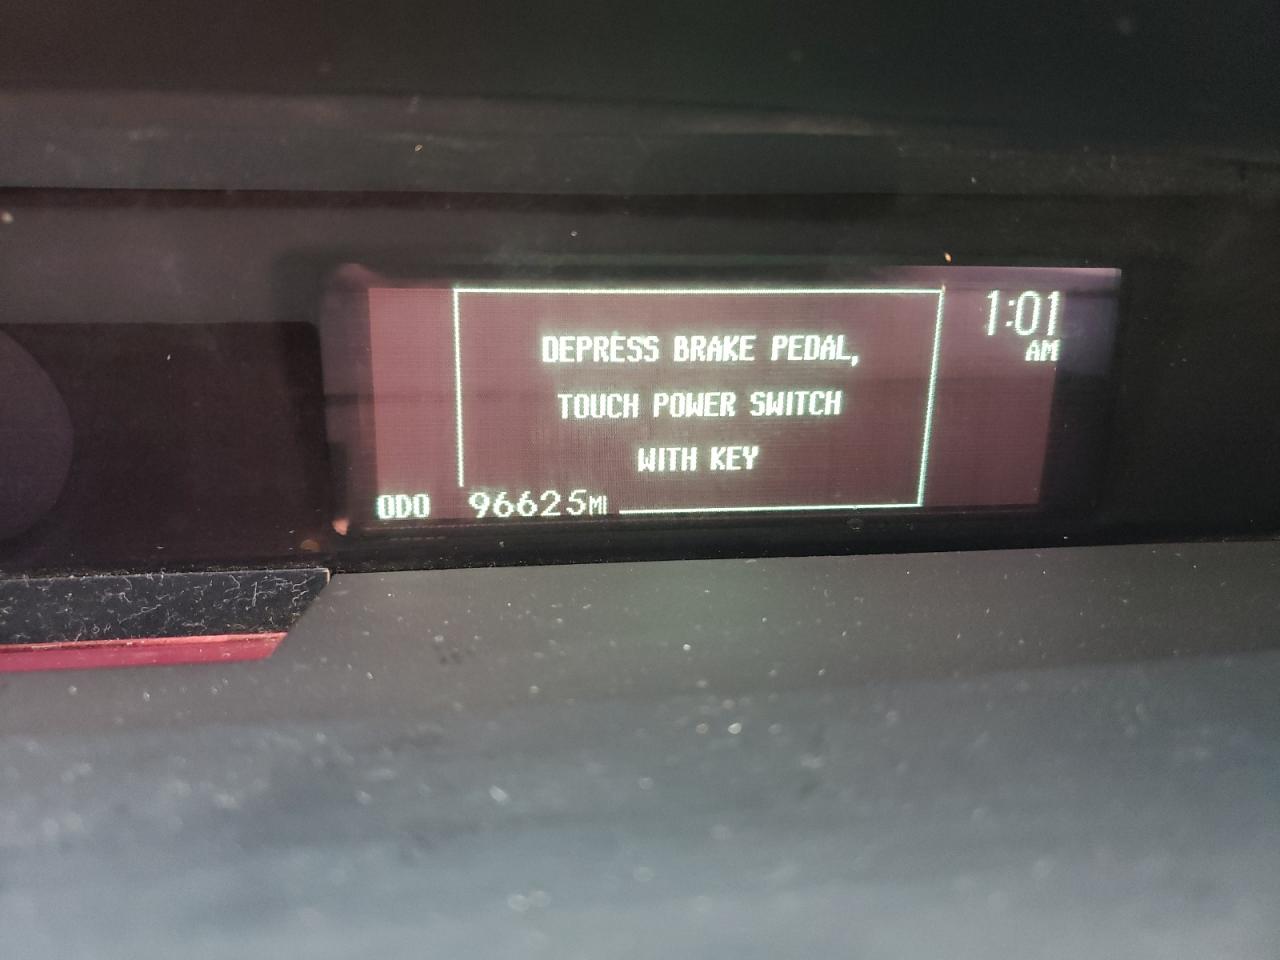 DEPRESS BRAKE PEDAL,
TOUCH POWER SWITCH
WITH KEY
1:01
AM
ODO 96625MI